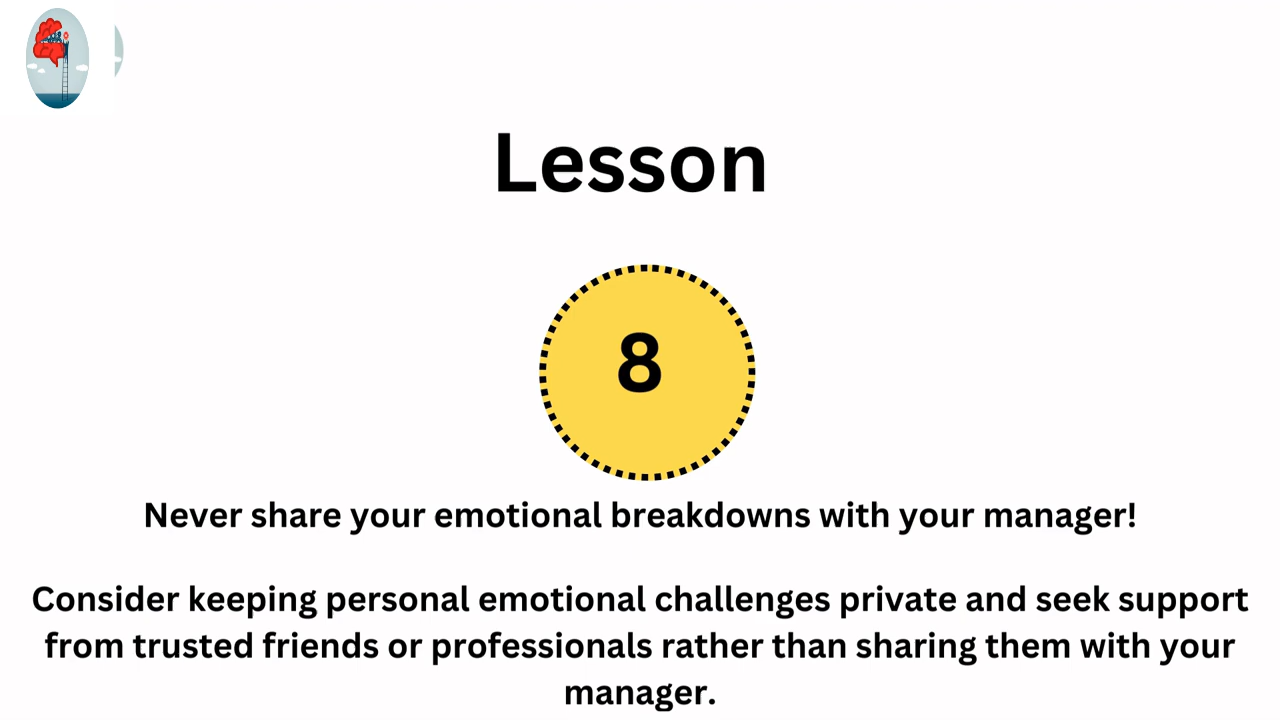 Lesson
8
Never share your emotional breakdowns with your manager!
Consider keeping personal emotional challenges private and seek support
from trusted friends or professionals rather than sharing them with your
manager.